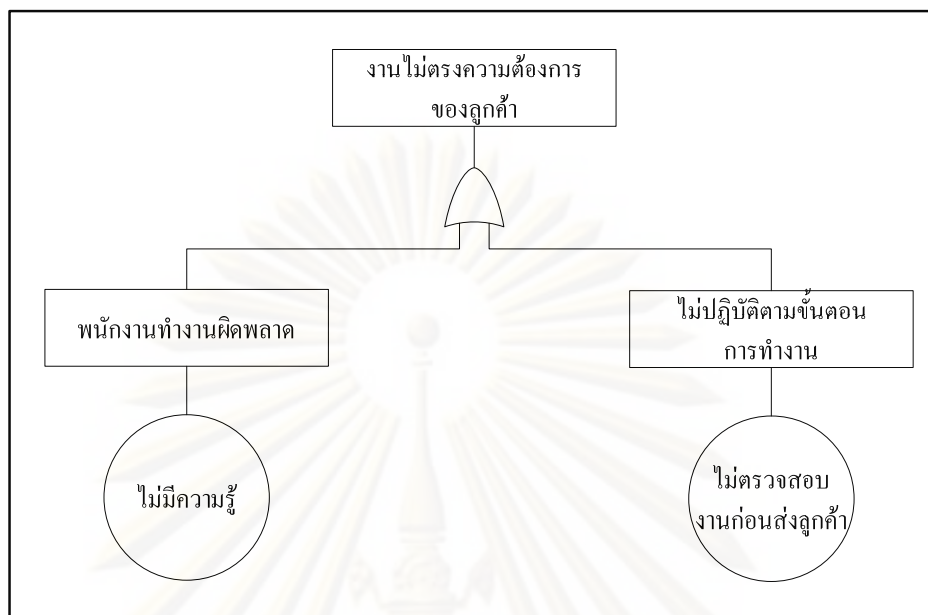 งานไม่ตรงความต้องการ
ของลูกค้า
พนักงานทำงานผิดพลาด
ไม่ปฏิบัติตามขั้นตอน
การทำงาน
ไม่มีความรู้
ไม่ตรวจสอบ
งานก่อนส่งลูกค้า